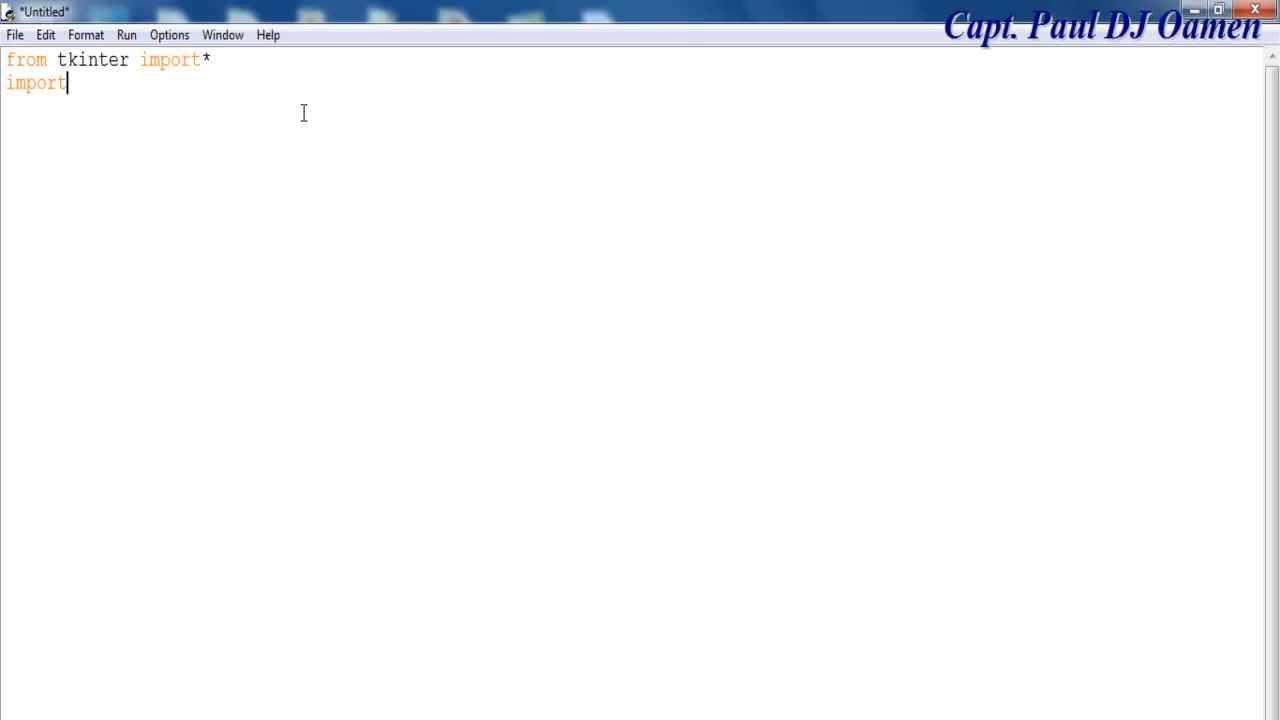 *Untitled*
Capt. Paul DJ Oamen
File Edit Format Run Options Window Help
from tkinter import*
import